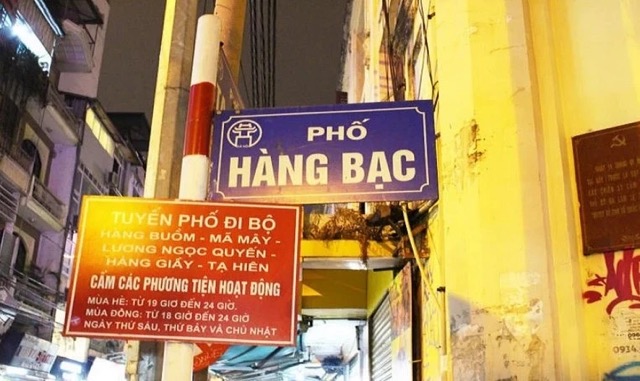 PHỐ
HÀNG BẠC
TUYẾN PHỐ ĐI BỘ
HÀNG BUỒM - MÃ MÂY -
LƯƠNG NGỌC QUYẾN -
HÀNG GIẦY - TẠ HIỆN
CẤM CÁC PHƯƠNG TIỆN HOẠT ĐỘNG
MÙA HÈ: TỪ 19 GIỜ ĐẾN 24 GIỜ.
MÙA ĐÔNG: TỪ 18 GIỜ ĐẾN 24 GIỜ
NGÀY THỨ SÁU, THỨ BẢY VÀ CHỦ NHẬT
0934